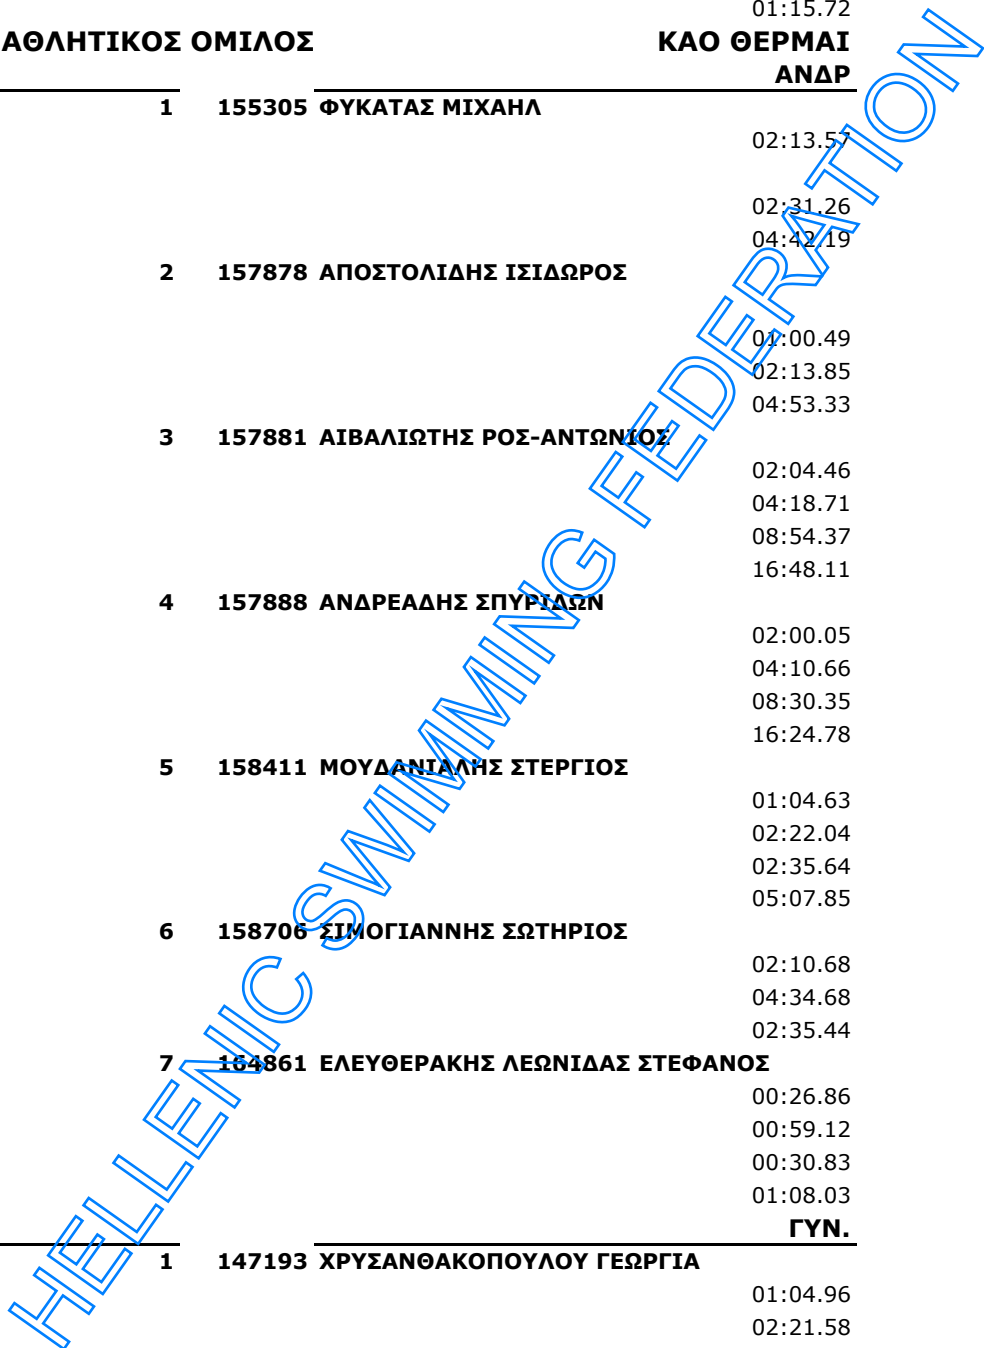 01:15.72
ΑΘΛΗΤΙΚΟΣ ΟΜΙΛΟΣ ΚΑΟ ΘΕΡΜΑΙ
ΑΝΔΡ
1 155305 ΦΥΚΑΤΑΣ ΜΙΧΑΗΛ
02:13.57
02:31.26
04:42.19
2 157878 ΑΠΟΣΤΟΛΙΔΗΣ ΙΣΙΔΩΡΟΣ
01:00.49
02:13.85
04:53.33
3 157881 ΑΙΒΑΛΙΩΤΗΣ ΡΟΣ-ΑΝΤΩΝΙΟΣ
02:04.46
04:18.71
08:54.37
16:48.11
4 157888 ΑΝΔΡΕΑΔΗΣ ΣΠΥΡΙΔΩΝ
02:00.05
04:10.66
08:30.35
16:24.78
5 158411 ΜΟΥΔΑΝΙΑΛΗΣ ΣΤΕΡΓΙΟΣ
01:04.63
02:22.04
02:35.64
05:07.85
6 158706 ΣΙΜΟΓΙΑΝΝΗΣ ΣΩΤΗΡΙΟΣ
02:10.68
04:34.68
02:35.44
7 164861 ΕΛΕΥΘΕΡΑΚΗΣ ΛΕΩΝΙΔΑΣ ΣΤΕΦΑΝΟΣ
00:26.86
00:59.12
00:30.83
01:08.03
ΓΥΝ.
1 147193 ΧΡΥΣΑΝΘΑΚΟΠΟΥΛΟΥ ΓΕΩΡΓΙΑ
01:04.96
02:21.58
HELLENIC SWIMMING FEDERATION